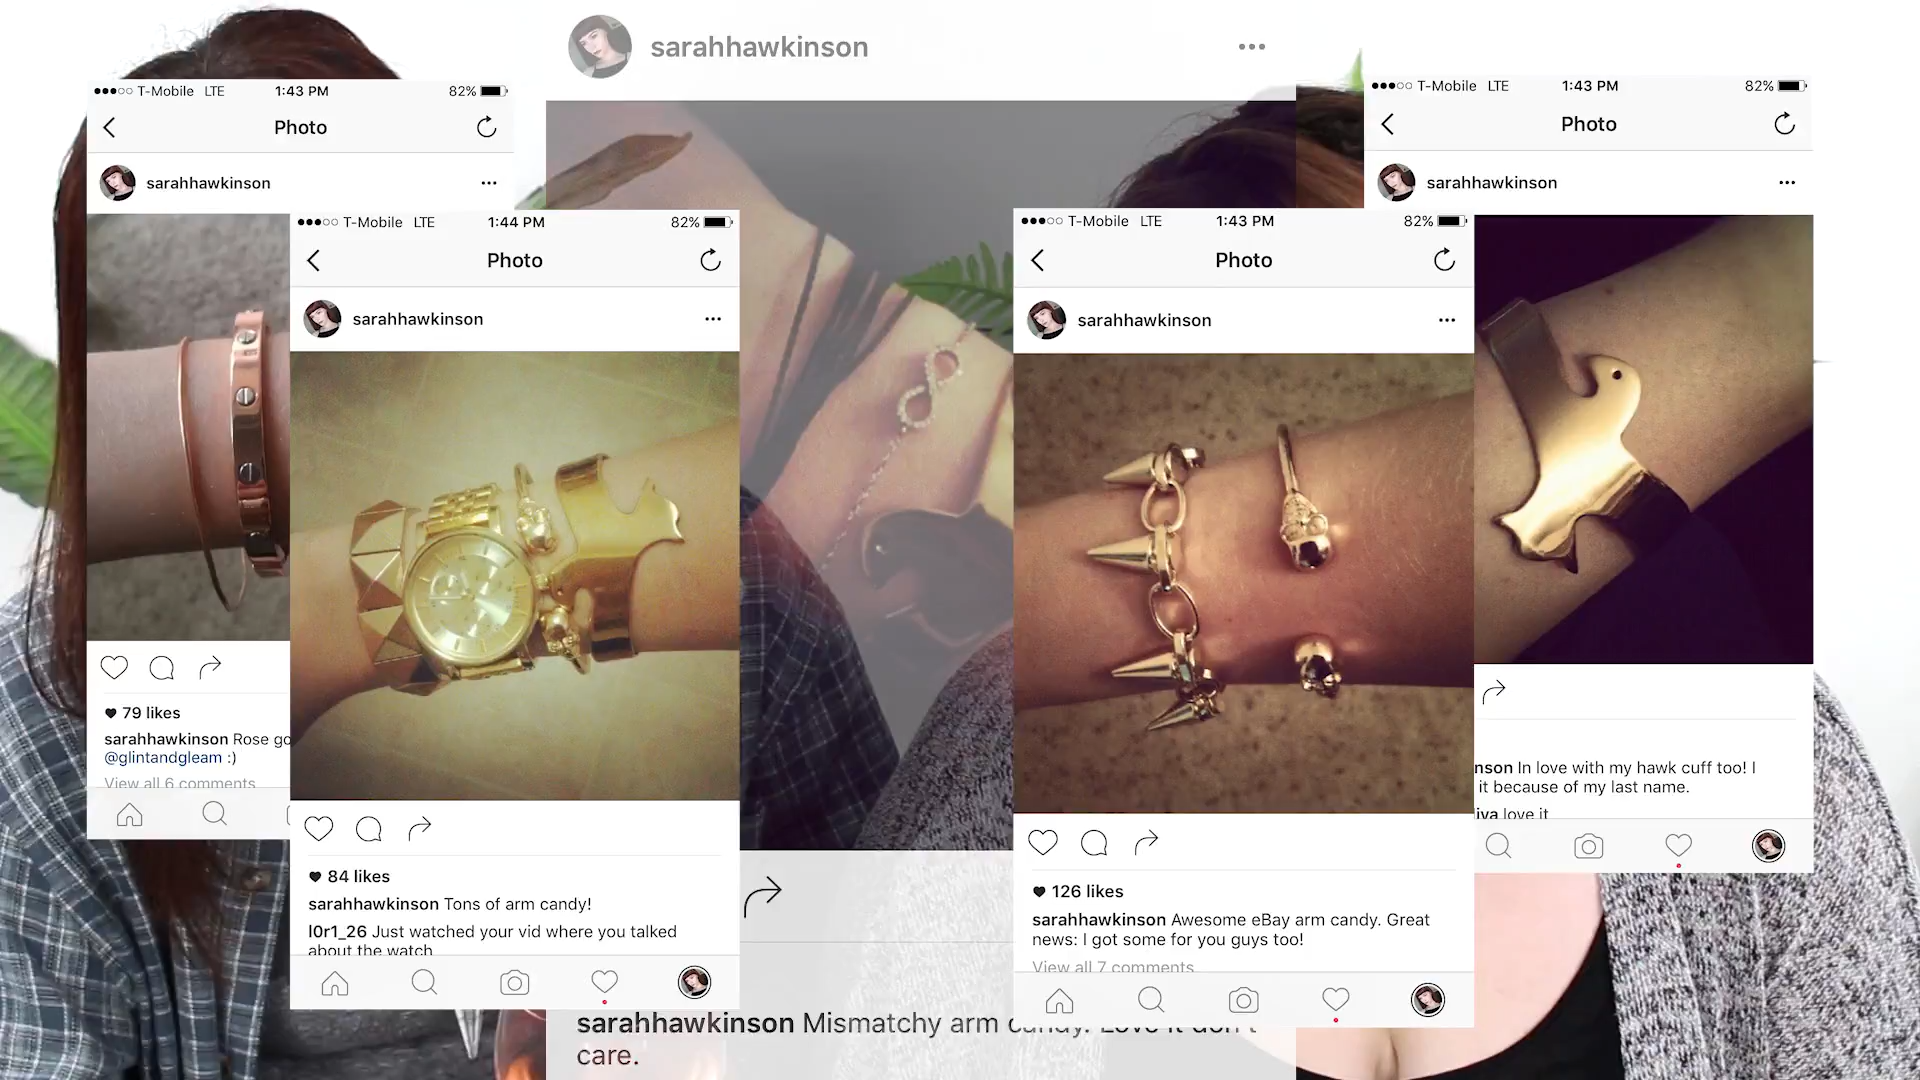 sarahhawkinson
T-Mobile LTE 1:43 PM 82%
Photo
sarahhawkinson
79 likes
sarahhawkinson Rose
@glintandgleam :)
View all 6 comments
T-Mobile LTE 1:44 PM 82%
Photo
sarahhawkinson
84 likes
sarahhawkinson Tons of arm candy!
l0r1_26 Just watched your vid where you talked
about the watch
T-Mobile LTE 1:43 PM 82%
Photo
sarahhawkinson
126 likes
sarahhawkinson Awesome eBay arm candy. Great
news: I got some for you guys too!
View all 7 comments
T-Mobile LTE 1:43 PM 82%
Photo
sarahhawkinson
nson In love with my hawk cuff too! I
it because of my last name.
iva love it
sarahhawkinson Mismatchy arm candy. Love it don't
care.